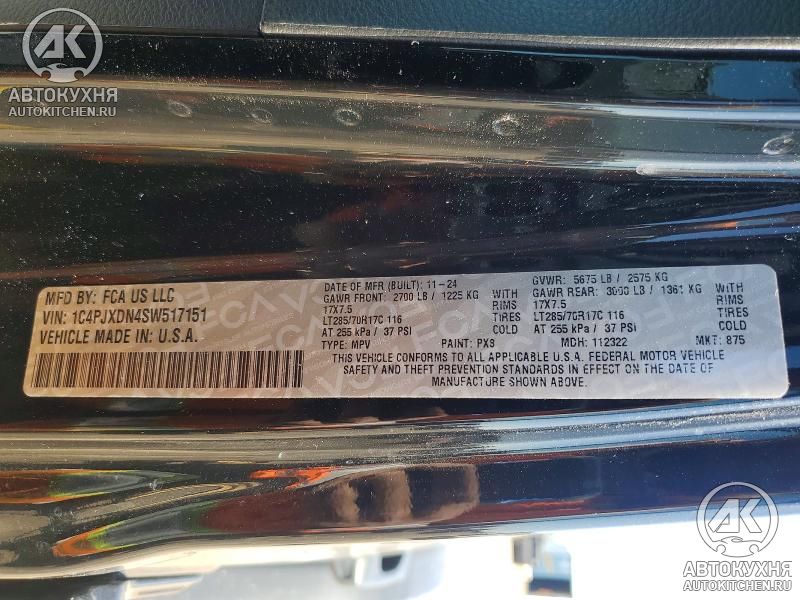 АК
АВТОКУХНЯ
AUTOKITCHEN.RU
MFD BY: FCA US LLC
VIN: 1C4PJXDN4SW517151
VEHICLE MADE IN U.S.A.
DATE OF MFR (BUILT): 11-24 GVWR: 5675 LB / 2575 KG
GAWR FRONT: 2700 LB / 1225 KG WITH GAWR REAR: 3000 LB / 1361 KG WITH
17X7.5 RIMS 17X7.5 RIMS
LT285/70R17C 116 TIRES LT285/70R17C 116 TIRES
AT 255 kPa / 37 PSI COLD AT 255 kPa / 37 PSI COLD
TYPE: MPV PAINT: PX8 MDH: 112322 MKT: 875
THIS VEHICLE CONFORMS TO ALL APPLICABLE U.S.A. FEDERAL MOTOR VEHICLE
SAFETY AND THEFT PREVENTION STANDARDS IN EFFECT ON THE DATE OF
MANUFACTURE SHOWN ABOVE.
АК
АВТОКУХНЯ
AUTOKITCHEN.RU